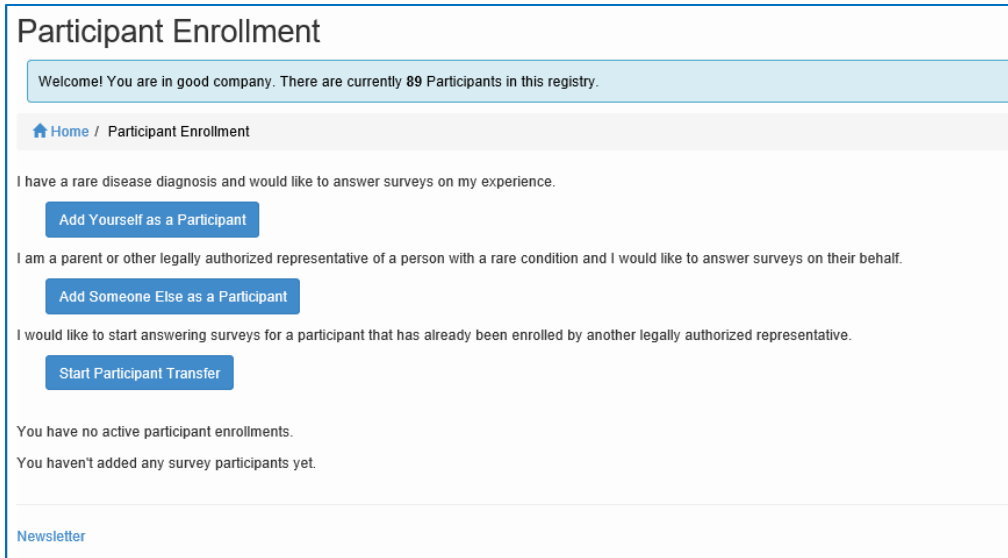 Participant Enrollment
Welcome! You are in good company. There are currently 89 Participants in this registry.
Home / Participant Enrollment
I have a rare disease diagnosis and would like to answer surveys on my experience.
Add Yourself as a Participant
I am a parent or other legally authorized representative of a person with a rare condition and I would like to answer surveys on their behalf.
Add Someone Else as a Participant
I would like to start answering surveys for a participant that has already been enrolled by another legally authorized representative.
Start Participant Transfer
You have no active participant enrollments.
You haven't added any survey participants yet.
Newsletter